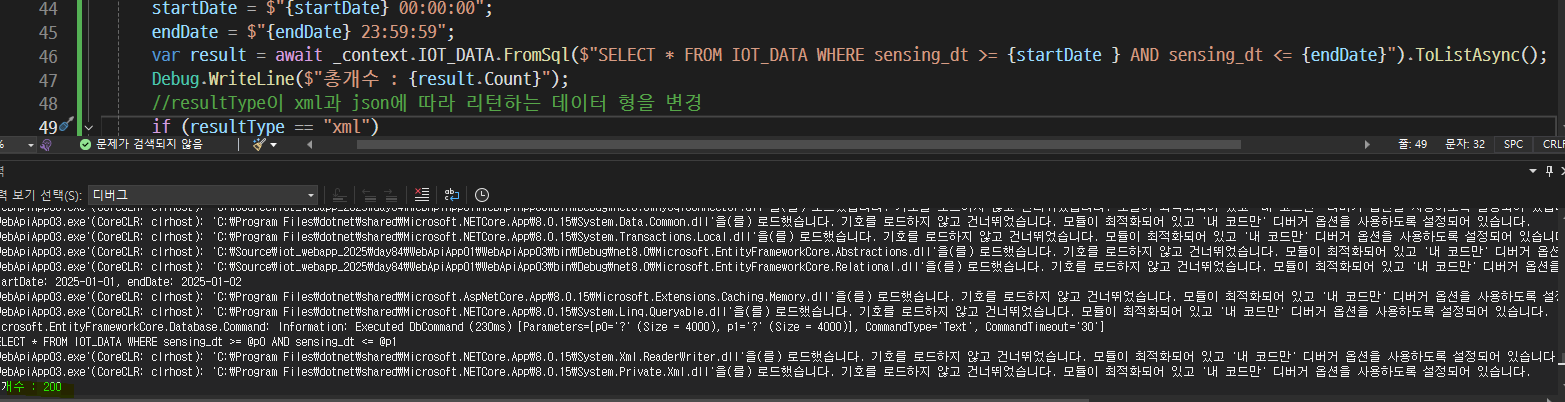 44 startDate = $"{startDate} 00:00:00";
45 endDate = $"{endDate} 23:59:59";
46 var result = await _context.IOT_DATA.FromSql($"SELECT * FROM IOT_DATA WHERE sensing_dt >= {startDate } AND sensing_dt <= {endDate}").ToListAsync();
47 Debug.WriteLine($"총개수 : {result.Count}");
48 //resultType이 xml과 json에 따라 리턴하는 데이터 형을 변경
49 if (resultType == "xml")
% 문제가 검색되지 않음 줄: 49 문자: 32 SPC CRLF
력 보기 선택(S): 디버그
ebApiApp03.exe'(CoreCLR: clrhost): 'C:\Program Files\dotnet\shared\Microsoft.NETCore.App\8.0.15\System.Data.Common.dll'을(를) 로드했습니다. 기호를 로드하지 않고 건너뛰었습니다. 모듈이 최적화되어 있고 '내 코드만' 디버거 옵션을 사용하도록 설정되어 있습니다.
ebApiApp03.exe'(CoreCLR: clrhost): 'C:\Program Files\dotnet\shared\Microsoft.NETCore.App\8.0.15\System.Transactions.Local.dll'을(를) 로드했습니다. 기호를 로드하지 않고 건너뛰었습니다. 모듈이 최적화되어 있고 '내 코드만' 디버거 옵션을 사용하도록 설정되어 있습니다
ebApiApp03.exe'(CoreCLR: clrhost): 'C:\Source\iot_webapp_2025\day84\WebApiApp01\WebApiApp03\bin\Debug\net8.0\Microsoft.EntityFrameworkCore.Abstractions.dll'을(를) 로드했습니다. 기호를 로드하지 않고 건너뛰었습니다. 모듈이 최적화되어 있고 '내 코드만' 디버거 옵션
ebApiApp03.exe'(CoreCLR: clrhost): 'C:\Source\iot_webapp_2025\day84\WebApiApp01\WebApiApp03\bin\Debug\net8.0\Microsoft.EntityFrameworkCore.Relational.dll'을(를) 로드했습니다. 기호를 로드하지 않고 건너뛰었습니다. 모듈이 최적화되어 있고 '내 코드만' 디버거 옵션을
artDate: 2025-01-01, endDate: 2025-01-02
ebApiApp03.exe'(CoreCLR: clrhost): 'C:\Program Files\dotnet\shared\Microsoft.AspNetCore.App\8.0.15\Microsoft.Extensions.Caching.Memory.dll'을(를) 로드했습니다. 기호를 로드하지 않고 건너뛰었습니다. 모듈이 최적화되어 있고 '내 코드만' 디버거 옵션을 사용하도록 설정
ebApiApp03.exe'(CoreCLR: clrhost): 'C:\Program Files\dotnet\shared\Microsoft.NETCore.App\8.0.15\System.Linq.Queryable.dll'을(를) 로드했습니다. 기호를 로드하지 않고 건너뛰었습니다. 모듈이 최적화되어 있고 '내 코드만' 디버거 옵션을 사용하도록 설정되어 있습니다.
icrosoft.EntityFrameworkCore.Database.Command: Information: Executed DbCommand (230ms) [Parameters=[p0='?' (Size = 4000), p1='?' (Size = 4000)], CommandType='Text', CommandTimeout='30']
ELECT * FROM IOT_DATA WHERE sensing_dt >= @p0 AND sensing_dt <= @p1
ebApiApp03.exe'(CoreCLR: clrhost): 'C:\Program Files\dotnet\shared\Microsoft.NETCore.App\8.0.15\System.Xml.ReaderWriter.dll'을(를) 로드했습니다. 기호를 로드하지 않고 건너뛰었습니다. 모듈이 최적화되어 있고 '내 코드만' 디버거 옵션을 사용하도록 설정되어 있습니다
ebApiApp03.exe'(CoreCLR: clrhost): 'C:\Program Files\dotnet\shared\Microsoft.NETCore.App\8.0.15\System.Private.Xml.dll'을(를) 로드했습니다. 기호를 로드하지 않고 건너뛰었습니다. 모듈이 최적화되어 있고 '내 코드만' 디버거 옵션을 사용하도록 설정되어 있습니다.
개수 : 200